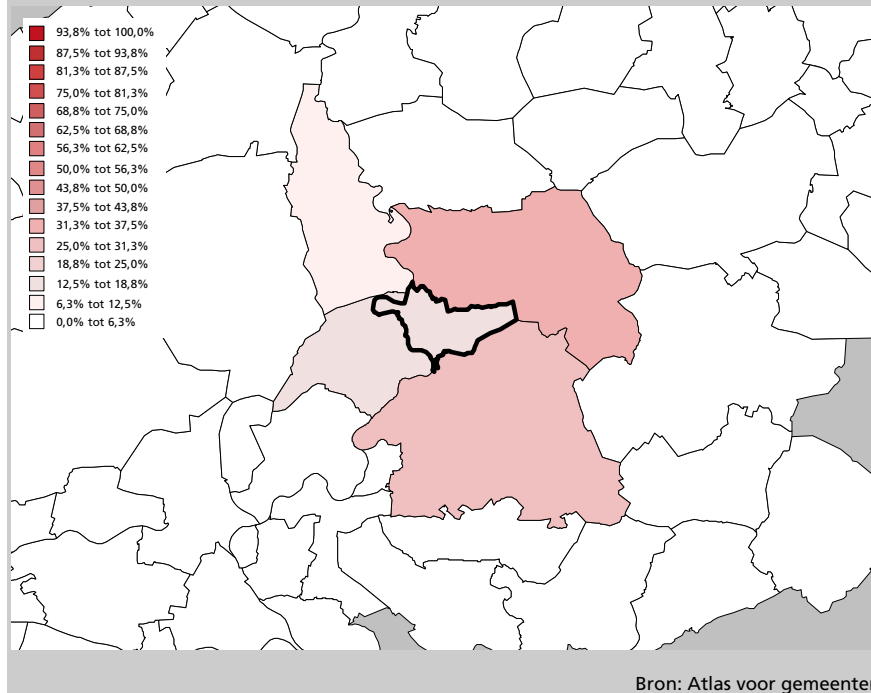 93,8% tot 100,0%
87,5% tot 93,8%
81,3% tot 87,5%
75,0% tot 81,3%
68,8% tot 75,0%
62,5% tot 68,8%
56,3% tot 62,5%
50,0% tot 56,3%
43,8% tot 50,0%
37,5% tot 43,8%
31,3% tot 37,5%
25,0% tot 31,3%
18,8% tot 25,0%
12,5% tot 18,8%
6,3% tot 12,5%
0,0% tot 6,3%
Bron: Atlas voor gemeenten